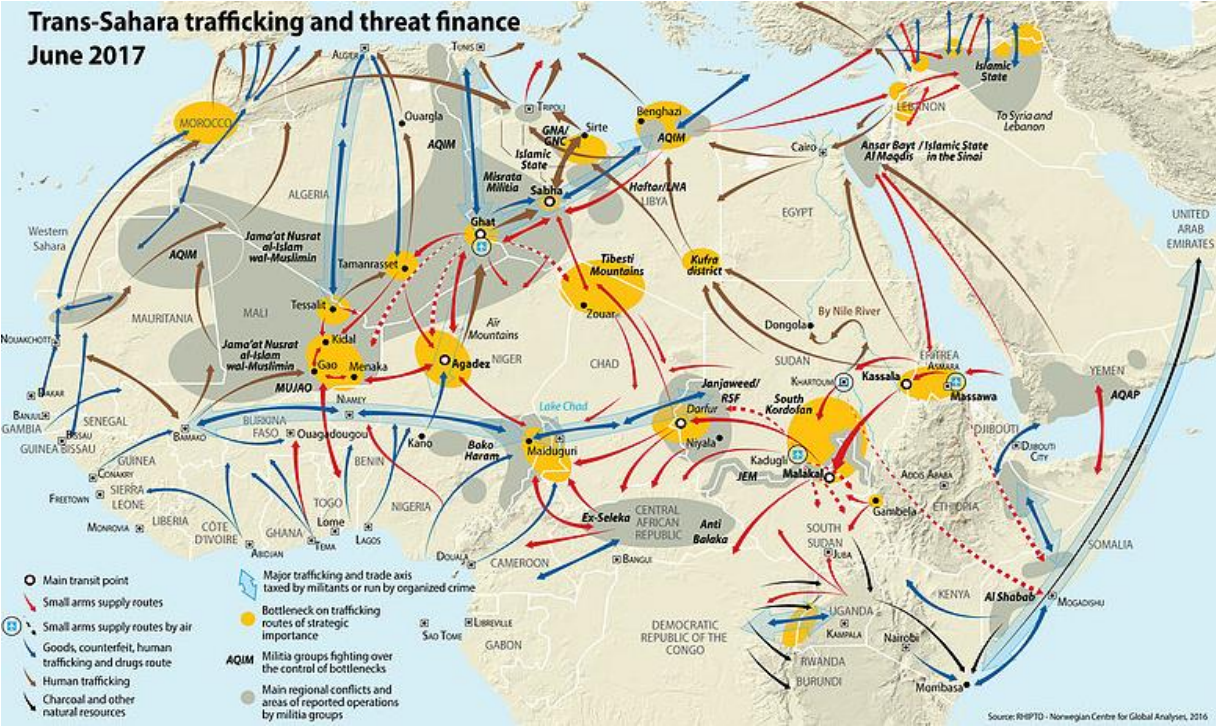 Trans-Sahara trafficking and threat finance
June 2017
ALGER
TUNIS
TRIPOLI
MOROCCO
Ouargla
AQIM
GNA/
GNC
Sirte
Benghazi
AQIM
Islamic
State
LEBANON
To Syria and
Lebanon
Cairo
Ansar Bayt / Islamic State
Al Maqdis in the Sinai
Islamic
State
Misrata
Militia
Sabha
Haftar/LNA
LIBYA
EGYPT
ALGERIA
Western
Sahara
Jama'at Nusrat
al-Islam
wal-Muslimin
AQIM
Ghat
Tamanrasset
Tibesti
Mountains
Kufra
district
UNITED
ARAB
EMIRATES
Tessalit
MAURITANIA
MALI
Zouar
Aïr
Mountains
Dongola
By Nile River
NOUAKCHOTT
Kidal
Jama'at Nusrat
al-Islam
wal-Muslimin
Gao
Menaka
MUJAO
Agadez
NIGER
CHAD
SUDAN
ERITREA
ASMARA
YEMEN
KHARTOUM
Kassala
Massawa
AQAP
DAKAR
BANJUL
GAMBIA
SENEGAL
BISSAU
GUINEA BISSAU
BAMAKO
NIAMEY
BURKINA
FASO
Ouagadougou
Lake Chad
Janjaweed/
RSF
Darfur
South
Kordofan
DJIBOUTI
DJIBOUTI
CITY
Kano
Boko
Haram
Maiduguri
Niyala
Kadugli
Malakal
JEM
ADDIS ABABA
GUINEA
CONAKRY
FREETOWN
SIERRA
LEONE
MONROVIA
LIBERIA
CÔTE
D'IVOIRE
ABIDJAN
GHANA
TEMA
TOGO
Lome
BENIN
LAGOS
NIGERIA
DOUALA
CAMEROON
Ex-Seleka
CENTRAL
AFRICAN
REPUBLIC
Anti
Balaka
BANGUI
Gambela
ETHIOPIA
SOUTH
SUDAN
JUBA
SOMALIA
Al Shabab
MOGADISHU
KENYA
UGANDA
KAMPALA
Nairobi
RWANDA
BURUNDI
Mombasa
DEMOCRATIC
REPUBLIC OF THE
CONGO
SAO TOME
LIBREVILLE
GABON
Main transit point
Small arms supply routes
Small arms supply routes by air
Goods, counterfeit, human
trafficking and drugs route
Human trafficking
Charcoal and other
natural resources
Major trafficking and trade axis
taxed by militants or run by organized crime
Bottleneck on trafficking
routes of strategic
importance
AQIM Militia groups fighting over
the control of bottlenecks
Main regional conflicts and
areas of reported operations
by militia groups
Source: RHIPTO - Norwegian Centre for Global Analyses, 2016